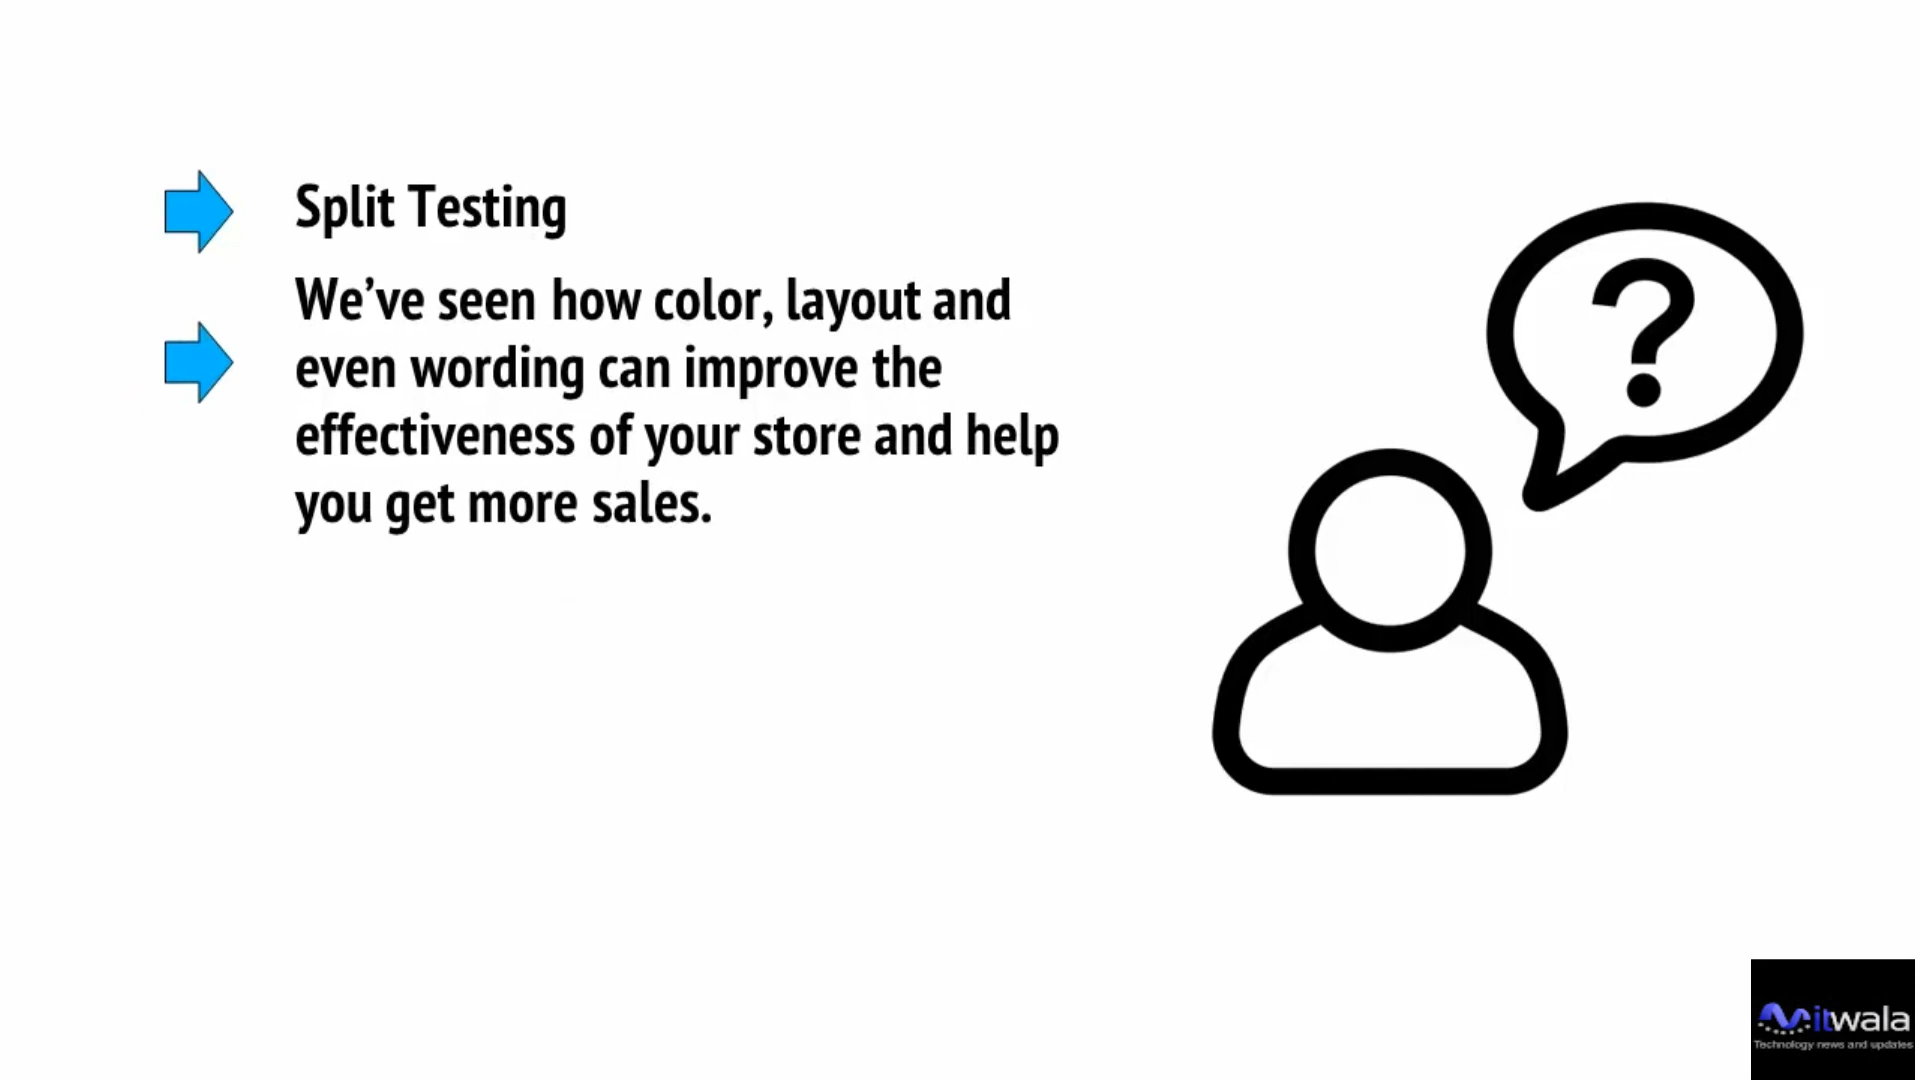 Split Testing
We’ve seen how color, layout and
even wording can improve the
effectiveness of your store and help
you get more sales.
?
itwala
Technology news and updates